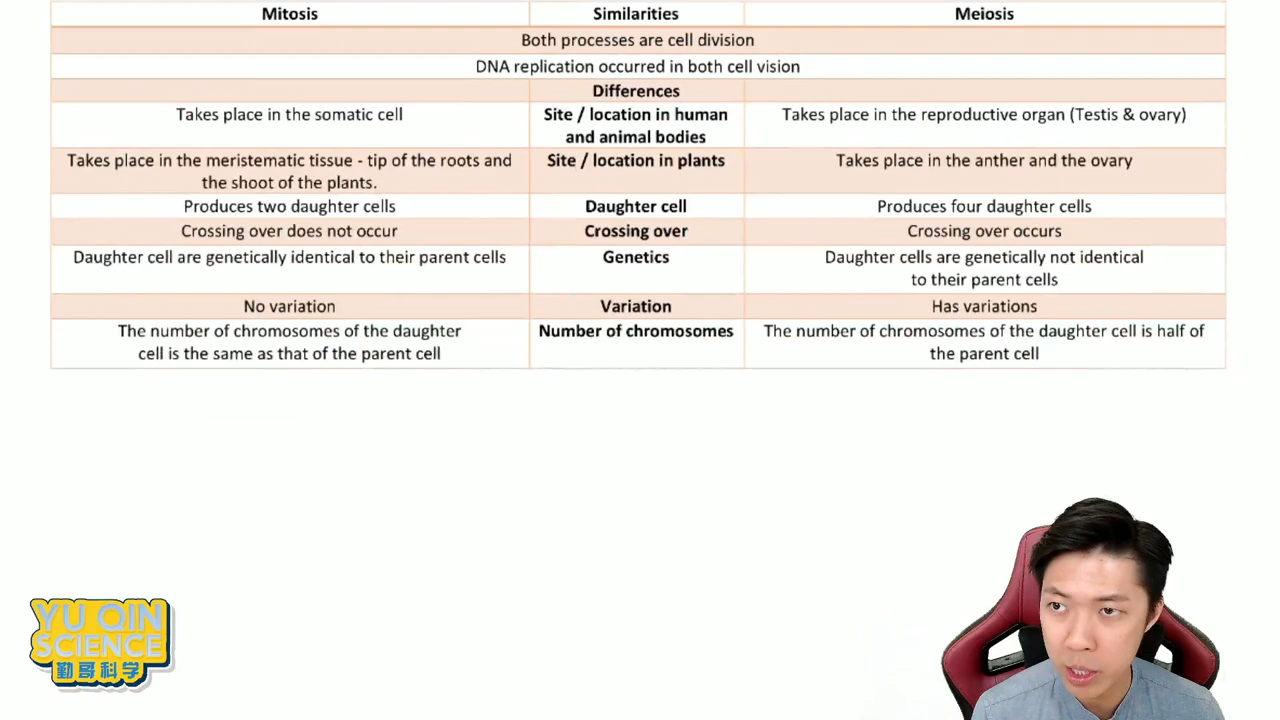 Mitosis Similarities Meiosis
Both processes are cell division
DNA replication occurred in both cell vision
Differences
Takes place in the somatic cell
Site / location in human
and animal bodies
Takes place in the reproductive organ (Testis & ovary)
Takes place in the meristematic tissue - tip of the roots and
the shoot of the plants.
Site / location in plants
Takes place in the anther and the ovary
Produces two daughter cells
Daughter cell
Produces four daughter cells
Crossing over does not occur
Crossing over
Crossing over occurs
Daughter cell are genetically identical to their parent cells
Genetics
Daughter cells are genetically not identical
to their parent cells
No variation
Variation
Has variations
The number of chromosomes of the daughter
cell is the same as that of the parent cell
Number of chromosomes
The number of chromosomes of the daughter cell is half of
the parent cell
YU QIN
SCIENCE
勤哥科学